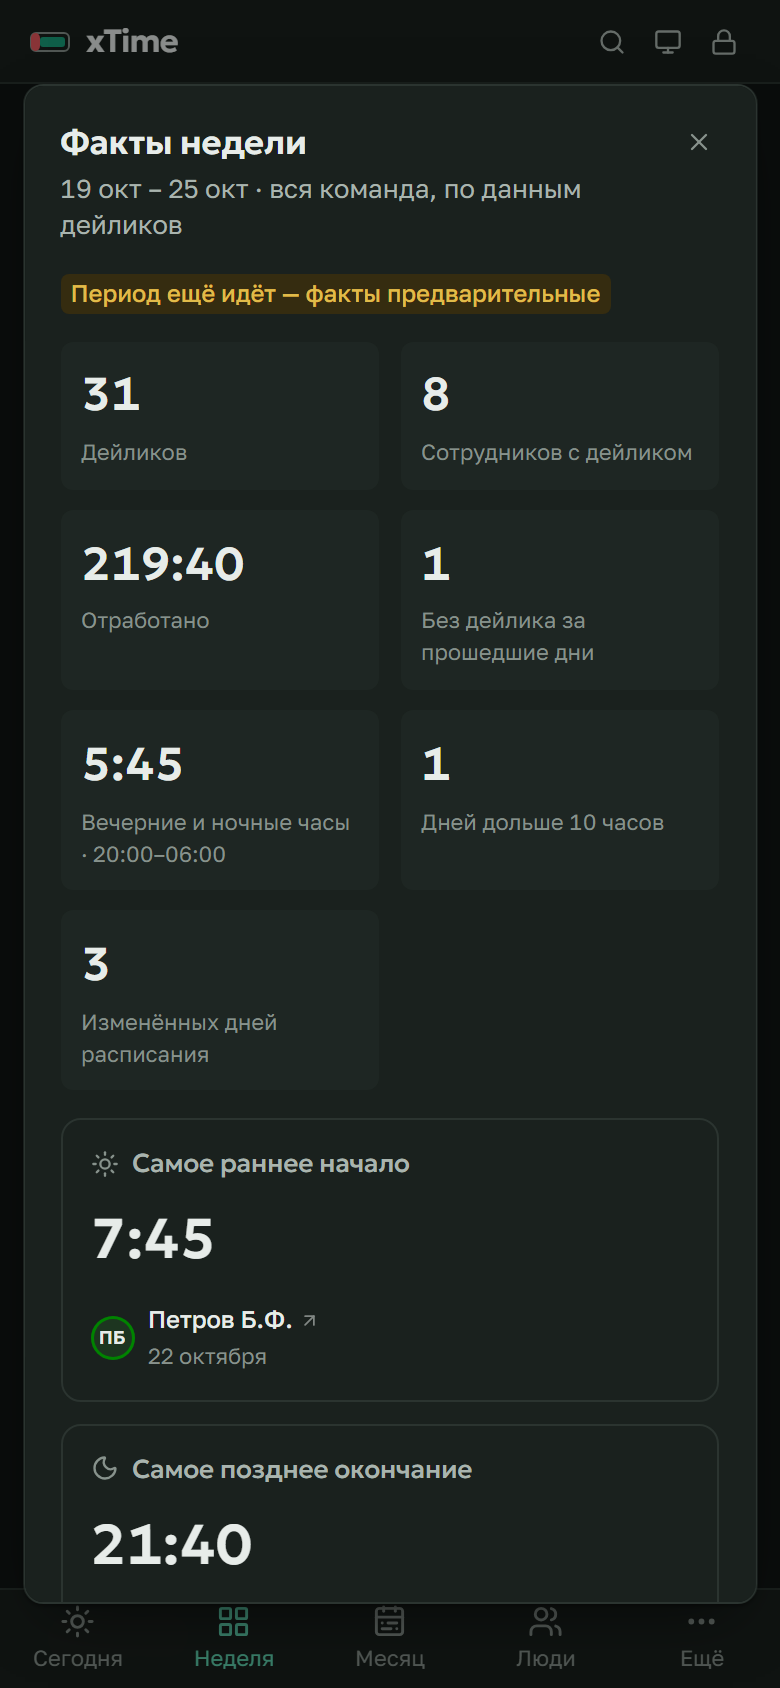 xTime
Факты недели
19 окт – 25 окт · вся команда, по данным
дейликов
Период ещё идёт — факты предварительные
31
Дейликов
8
Сотрудников с дейликом
219:40
Отработано
1
Без дейлика за
прошедшие дни
5:45
Вечерние и ночные часы
· 20:00–06:00
1
Дней дольше 10 часов
3
Изменённых дней
расписания
Самое раннее начало
7:45
ПБ
Петров Б.Ф.
22 октября
Самое позднее окончание
21:40
Сегодня
Неделя
Месяц
Люди
Ещё